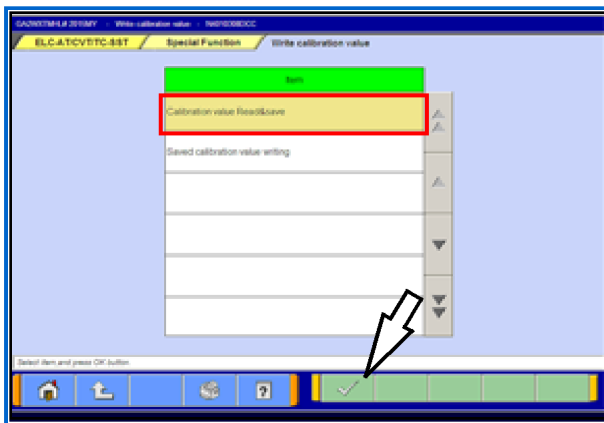 Write calibration value
ELC-AT/CVT/TC-SST Special Function Write calibration value
Item
Calibration value Read&save
Saved calibration value writing
Select item, and press OK button.
?